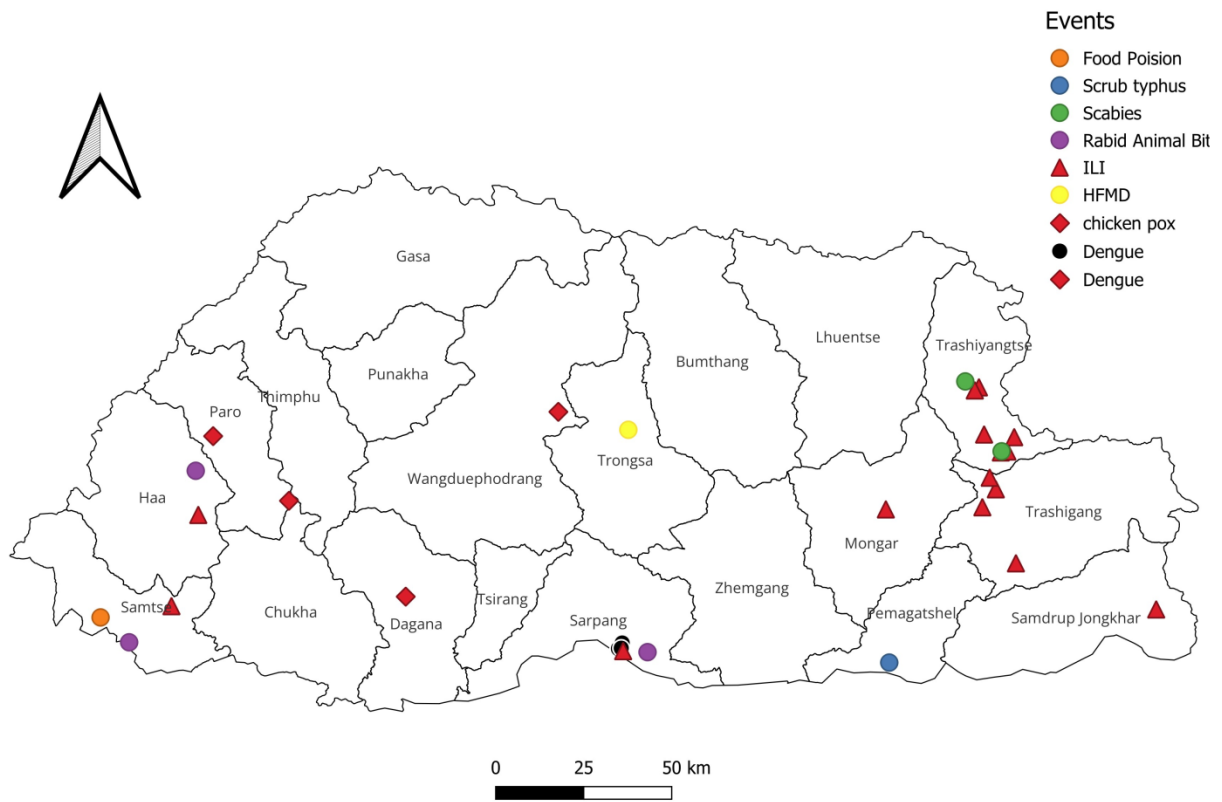 Events
Food Poision
Scrub typhus
Scabies
Rabid Animal Bit
ILI
HFMD
chicken pox
Dengue
Dengue
Gasa
Lhuentse
Trashiyangtse
Bumthang
Punakha
Thimphu
Paro
Trongsa
Wangduephodrang
Haa
Trashigang
Mongar
Zhemgang
Tsirang
Samtse
Chukha
Dagana
Sarpang
Pemagatshel
Samdrup Jongkhar
0 25 50 km